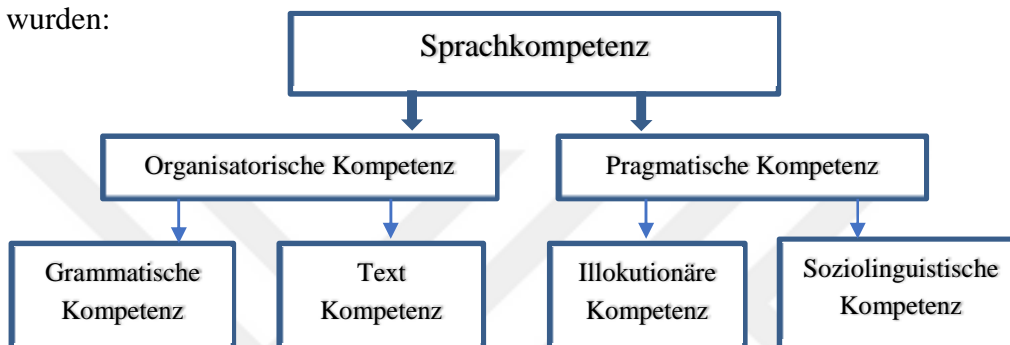 wurden:
Sprachkompetenz
Organisatorische Kompetenz
Pragmatische Kompetenz
Grammatische
Kompetenz
Text
Kompetenz
Illokutionäre
Kompetenz
Soziolinguistische
Kompetenz